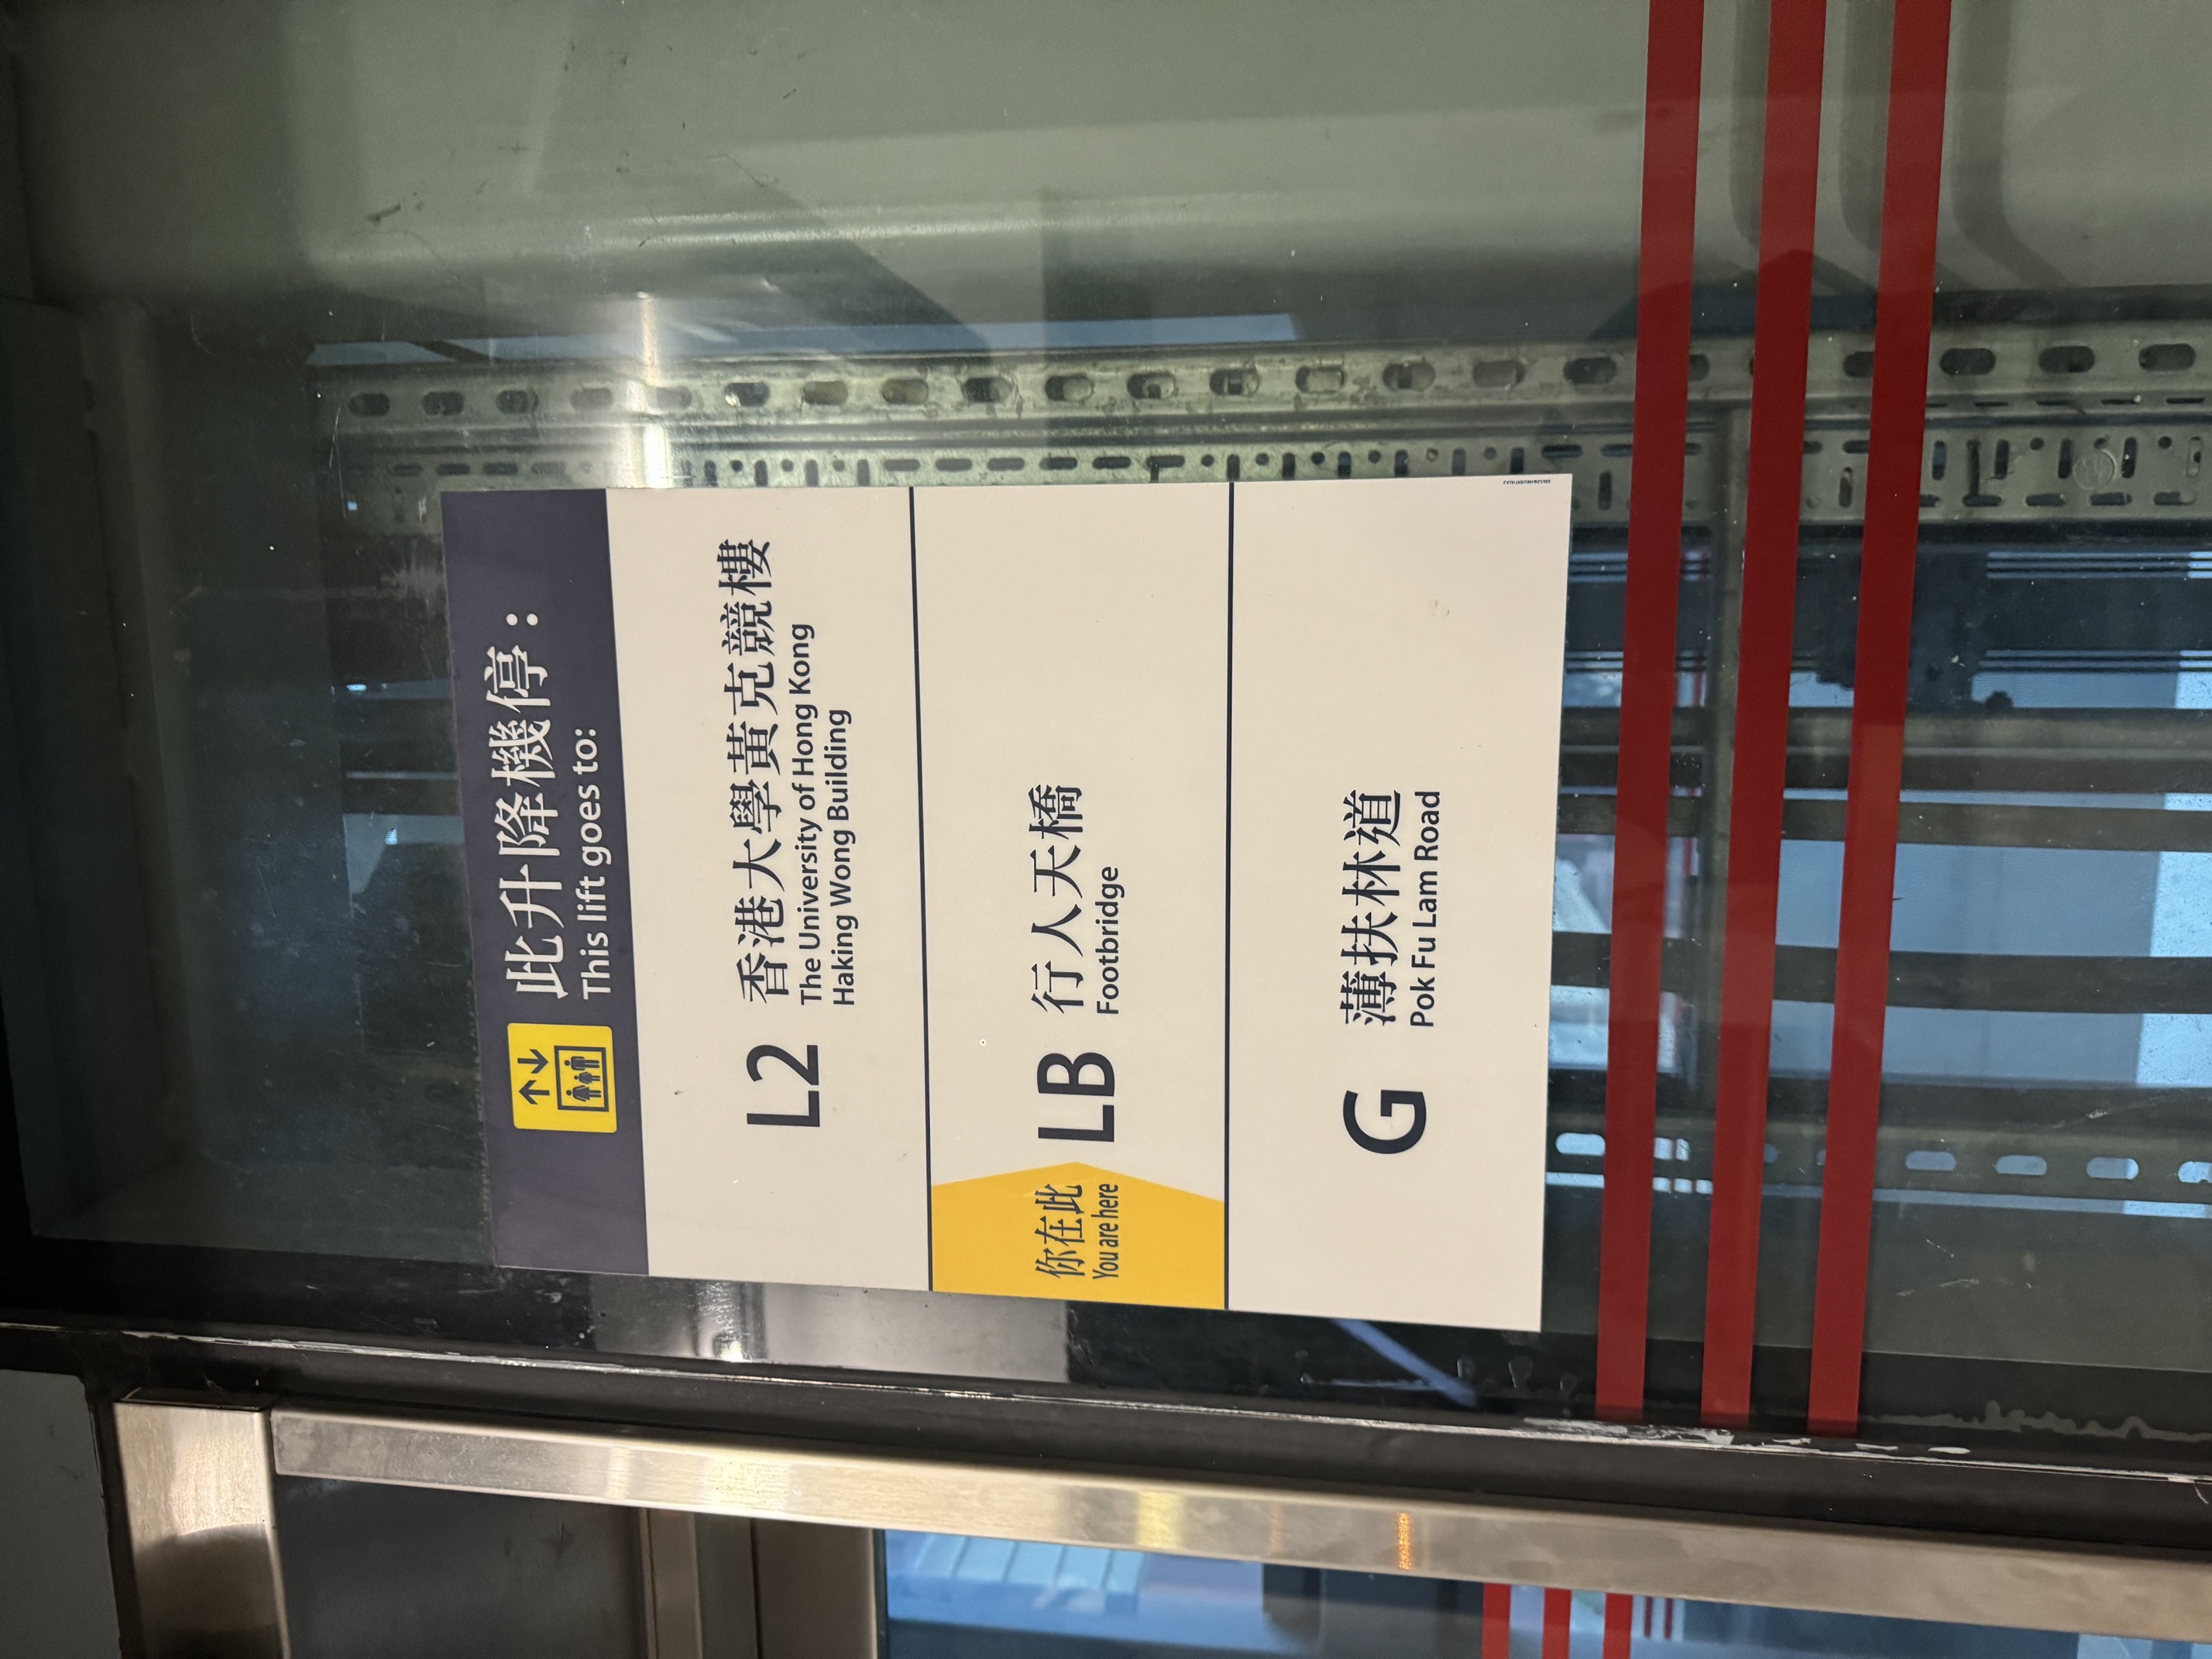 此升降機停：
This lift goes to:
L2 香港大學黃克競樓
The University of Hong Kong
Haking Wong Building
你在此
You are here
LB 行人天橋
Footbridge
G 薄扶林道
Pok Fu Lam Road